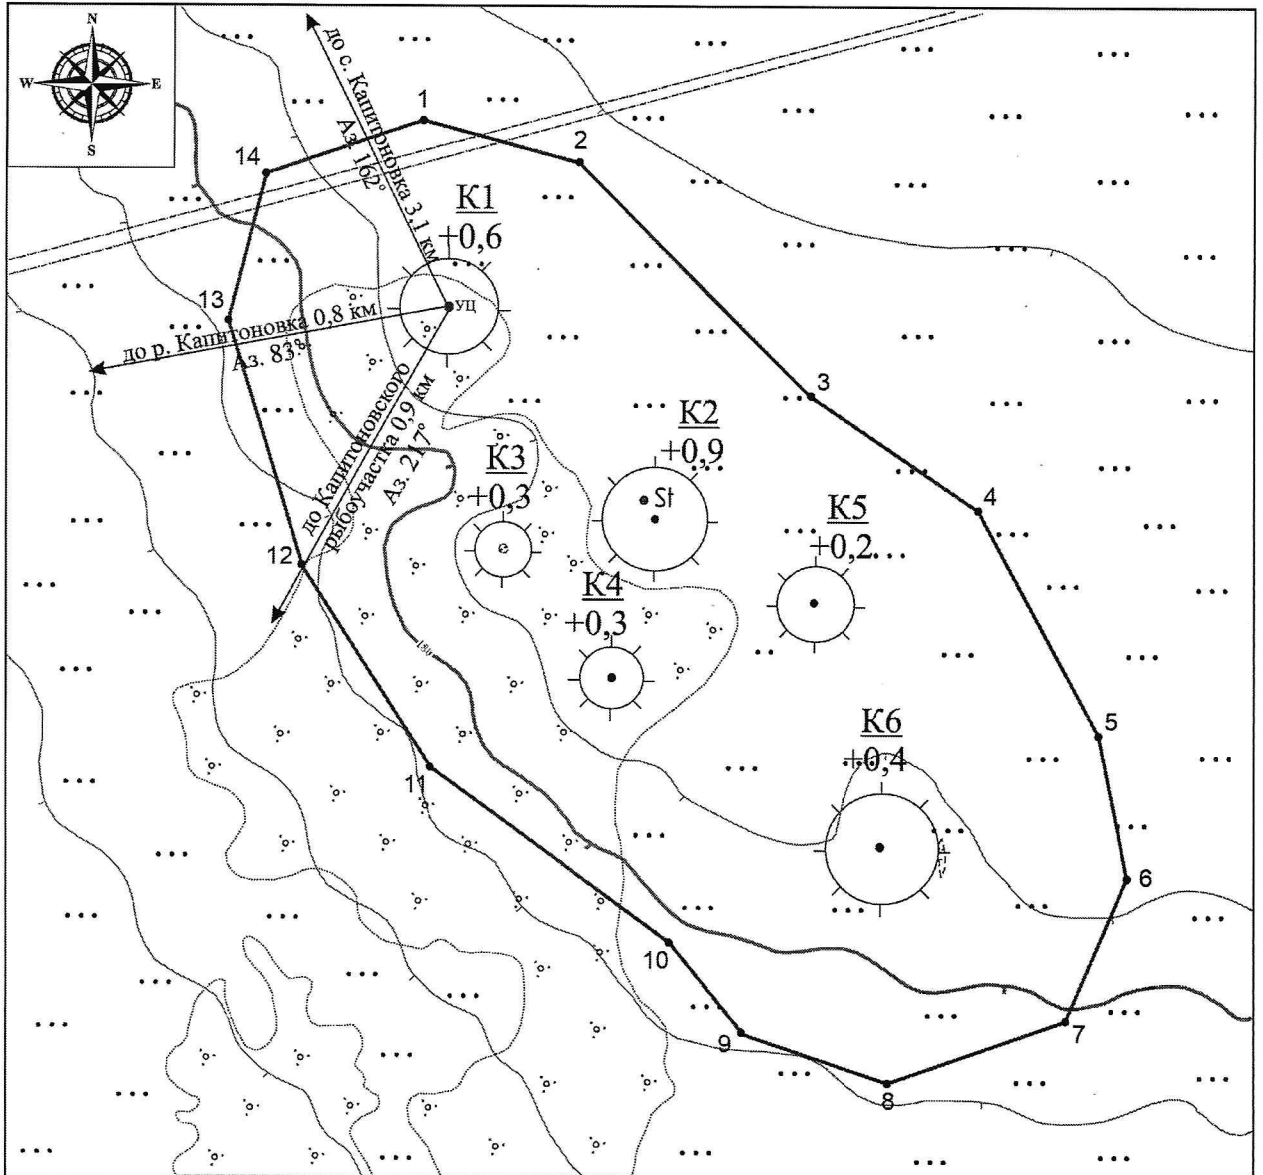 N
W E
S
1
2
14
до с. Капитоновка 3,1 км
Аз. 162°
К1
+0,6
УЦ
13
до р. Капитоновка 0,8 км
Аз. 83°
до Капитоновского
рыбоучастка 0,9 км
Аз. 217°
3
К2
+0,9
St
К3
+0,3
4
К5
+0,2
12
К4
+0,3
180
5
К6
+0,4
11
6
10
9
7
8